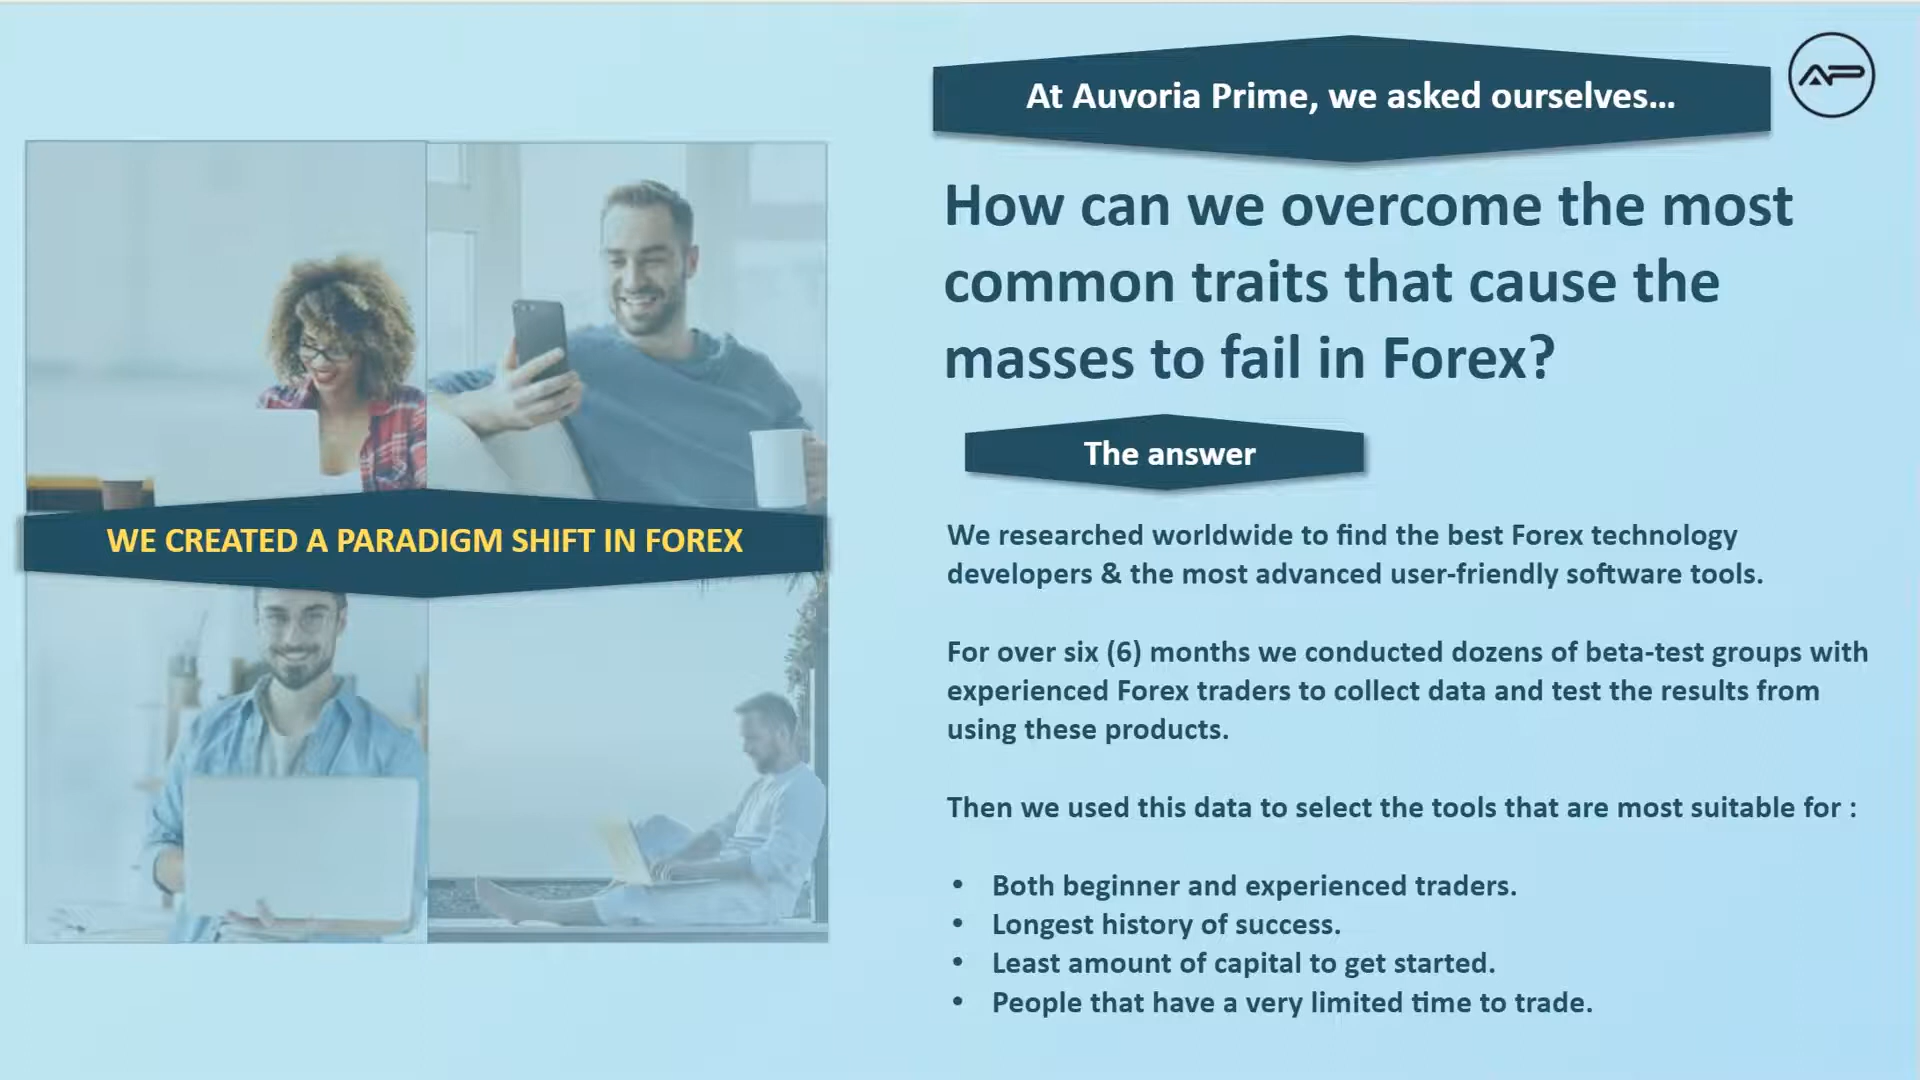 At Auvoria Prime, we asked ourselves...
AP
How can we overcome the most
common traits that cause the
masses to fail in Forex?
The answer
WE CREATED A PARADIGM SHIFT IN FOREX
We researched worldwide to find the best Forex technology
developers & the most advanced user-friendly software tools.
For over six (6) months we conducted dozens of beta-test groups with
experienced Forex traders to collect data and test the results from
using these products.
Then we used this data to select the tools that are most suitable for :
• Both beginner and experienced traders.
• Longest history of success.
• Least amount of capital to get started.
• People that have a very limited time to trade.